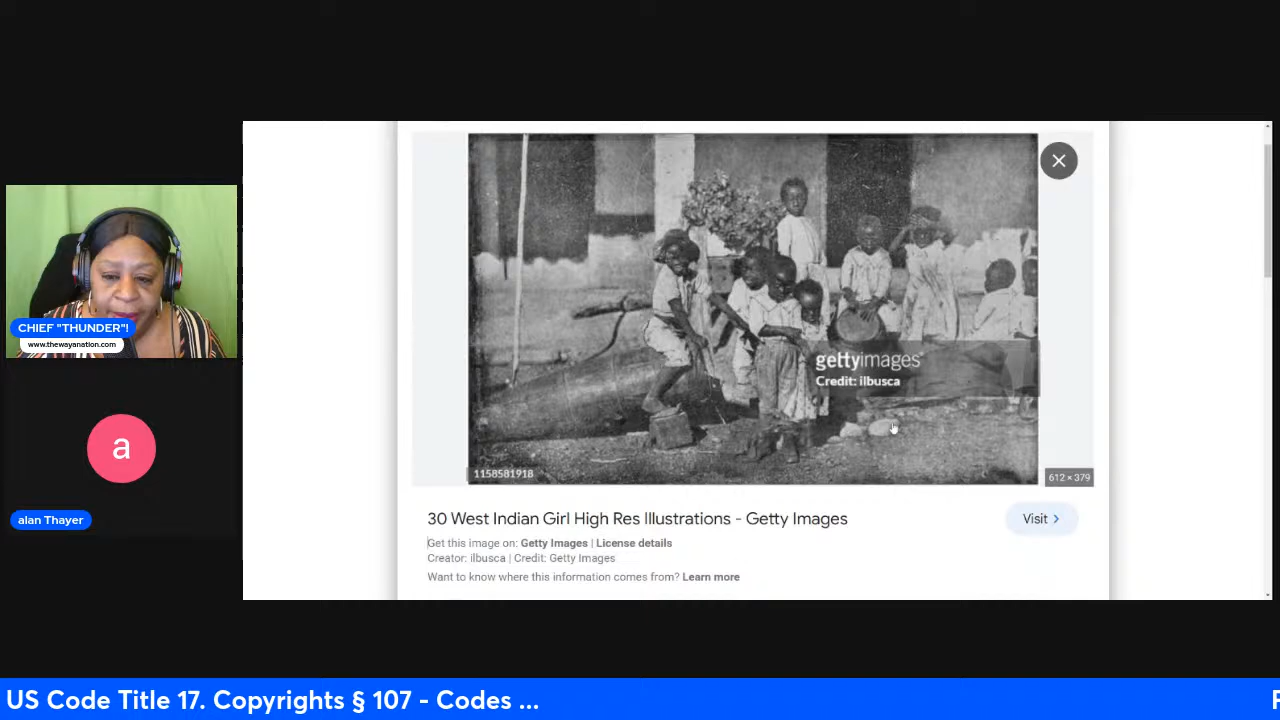 CHIEF "THUNDER"!
www.thewayanation.com
a
alan Thayer
gettyimages
Credit: ilbusca
1158581918
612 × 379
30 West Indian Girl High Res Illustrations - Getty Images
Visit >
Get this image on: Getty Images | License details
Creator: ilbusca | Credit: Getty Images
Want to know where this information comes from? Learn more
US Code Title 17. Copyrights § 107 - Codes ...